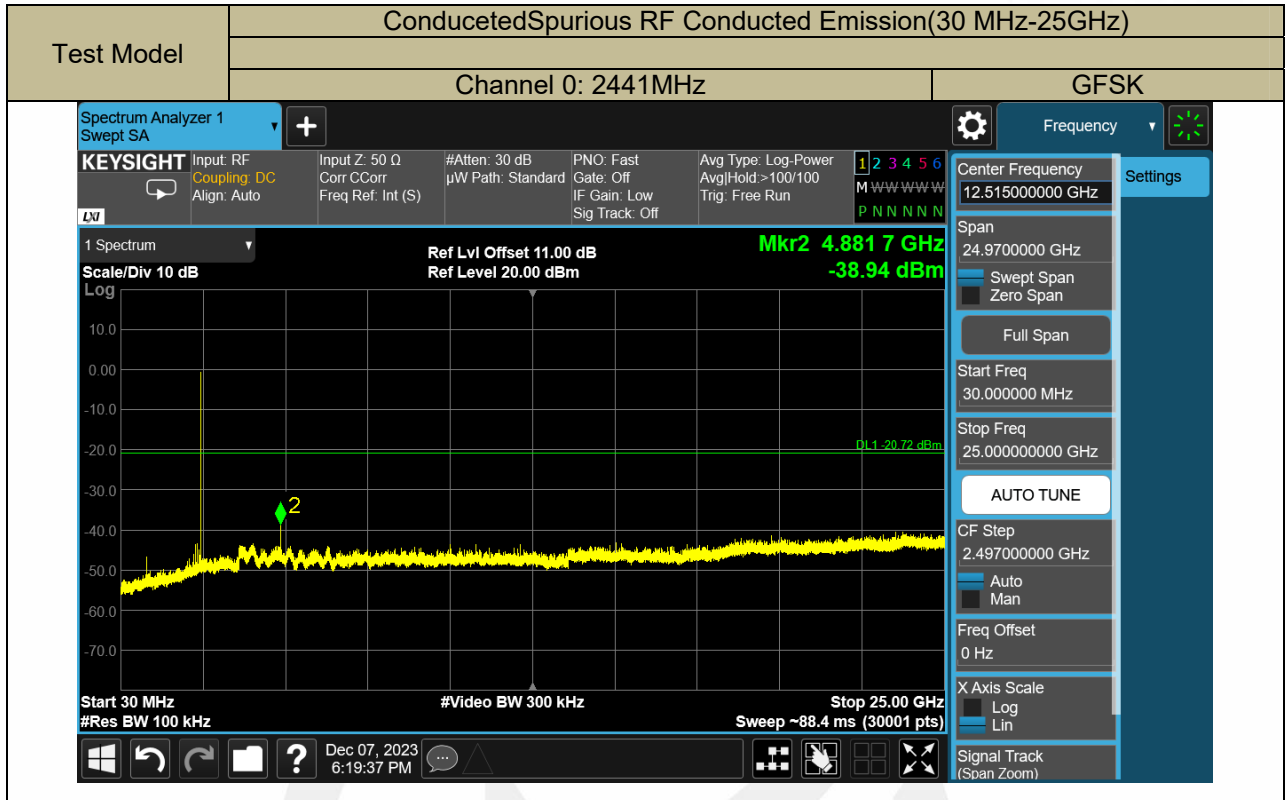 Test Model
ConducetedSpurious RF Conducted Emission(30 MHz-25GHz)
Channel 0: 2441MHz
GFSK
Spectrum Analyzer 1
Swept SA
Frequency
KEYSIGHT
LXI
Input: RF
Coupling: DC
Align: Auto
Input Z: 50 Ω
Corr CCorr
Freq Ref: Int (S)
#Atten: 30 dB
µW Path: Standard
PNO: Fast
Gate: Off
IF Gain: Low
Sig Track: Off
Avg Type: Log-Power
Avg|Hold:>100/100
Trig: Free Run
1 2 3 4 5 6
M W W W W W
P N N N N N
1 Spectrum
Scale/Div 10 dB
Log
Ref Lvl Offset 11.00 dB
Ref Level 20.00 dBm
Mkr2 4.881 7 GHz
-38.94 dBm
10.0
0.00
-10.0
-20.0
-30.0
-40.0
-50.0
-60.0
-70.0
DL1 -20.72 dBm
2
Start 30 MHz
#Res BW 100 kHz
#Video BW 300 kHz
Stop 25.00 GHz
Sweep ~88.4 ms (30001 pts)
?
Dec 07, 2023
6:19:37 PM
Center Frequency
12.515000000 GHz
Settings
Span
24.9700000 GHz
Swept Span
Zero Span
Full Span
Start Freq
30.000000 MHz
Stop Freq
25.000000000 GHz
AUTO TUNE
CF Step
2.497000000 GHz
Auto
Man
Freq Offset
0 Hz
X Axis Scale
Log
Lin
Signal Track
(Span Zoom)